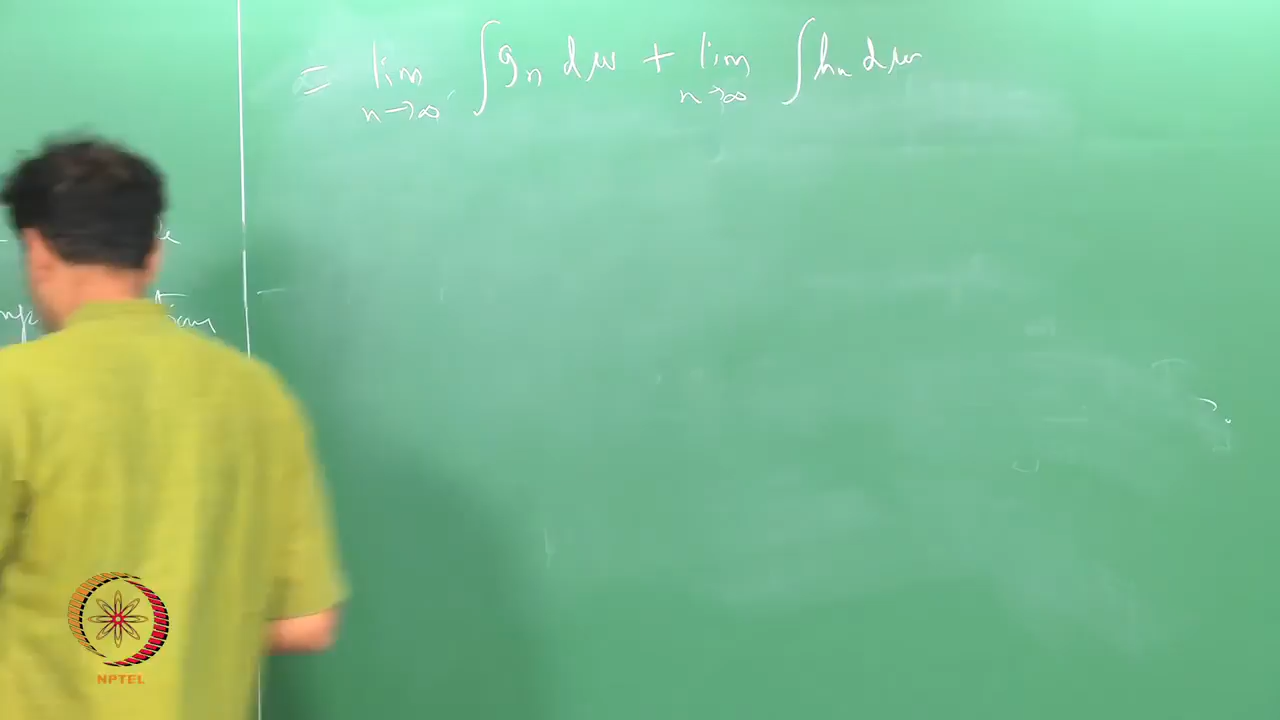 = lim n→∞ ∫ gn dμ + lim n→∞ ∫ hn dμ
NPTEL